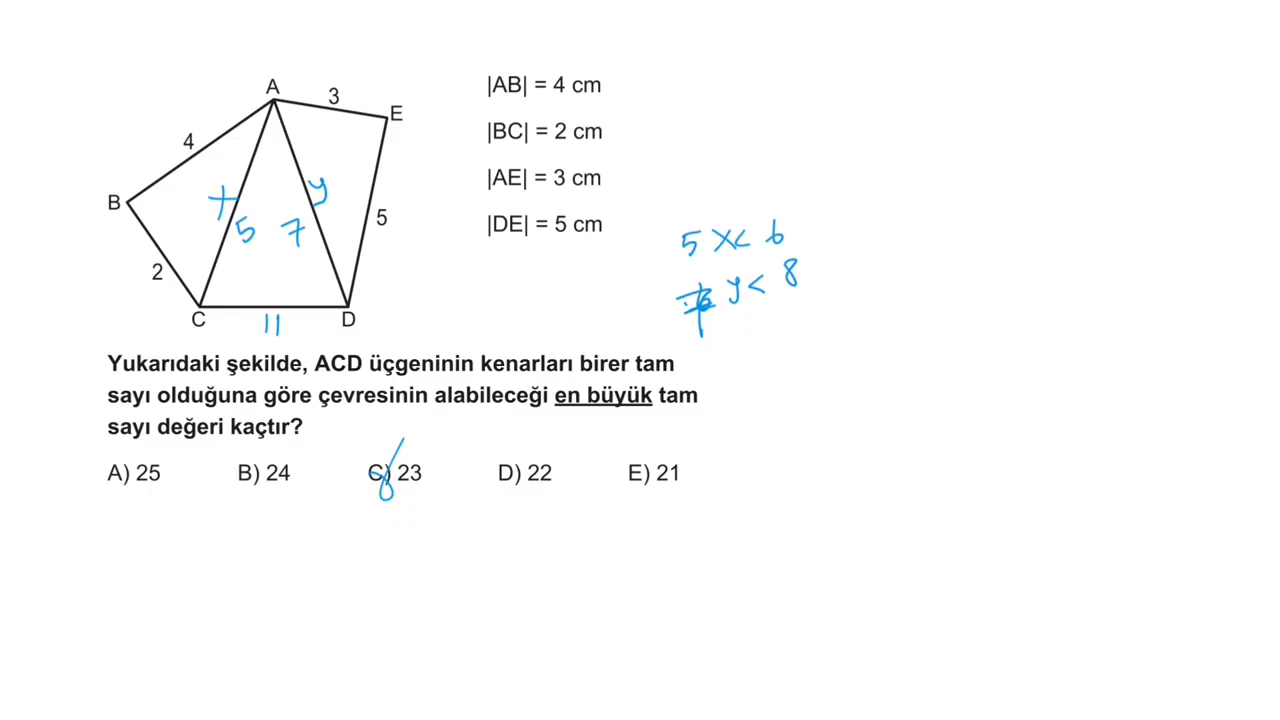 A
3
E
4
B
x
y
5
7
5
2
C
D
11
|AB| = 4 cm
|BC| = 2 cm
|AE| = 3 cm
|DE| = 5 cm
5 x < 6
y < 8
Yukarıdaki şekilde, ACD üçgeninin kenarları birer tam
sayı olduğuna göre çevresinin alabileceği en büyük tam
sayı değeri kaçtır?
A) 25 B) 24 C) 23 D) 22 E) 21